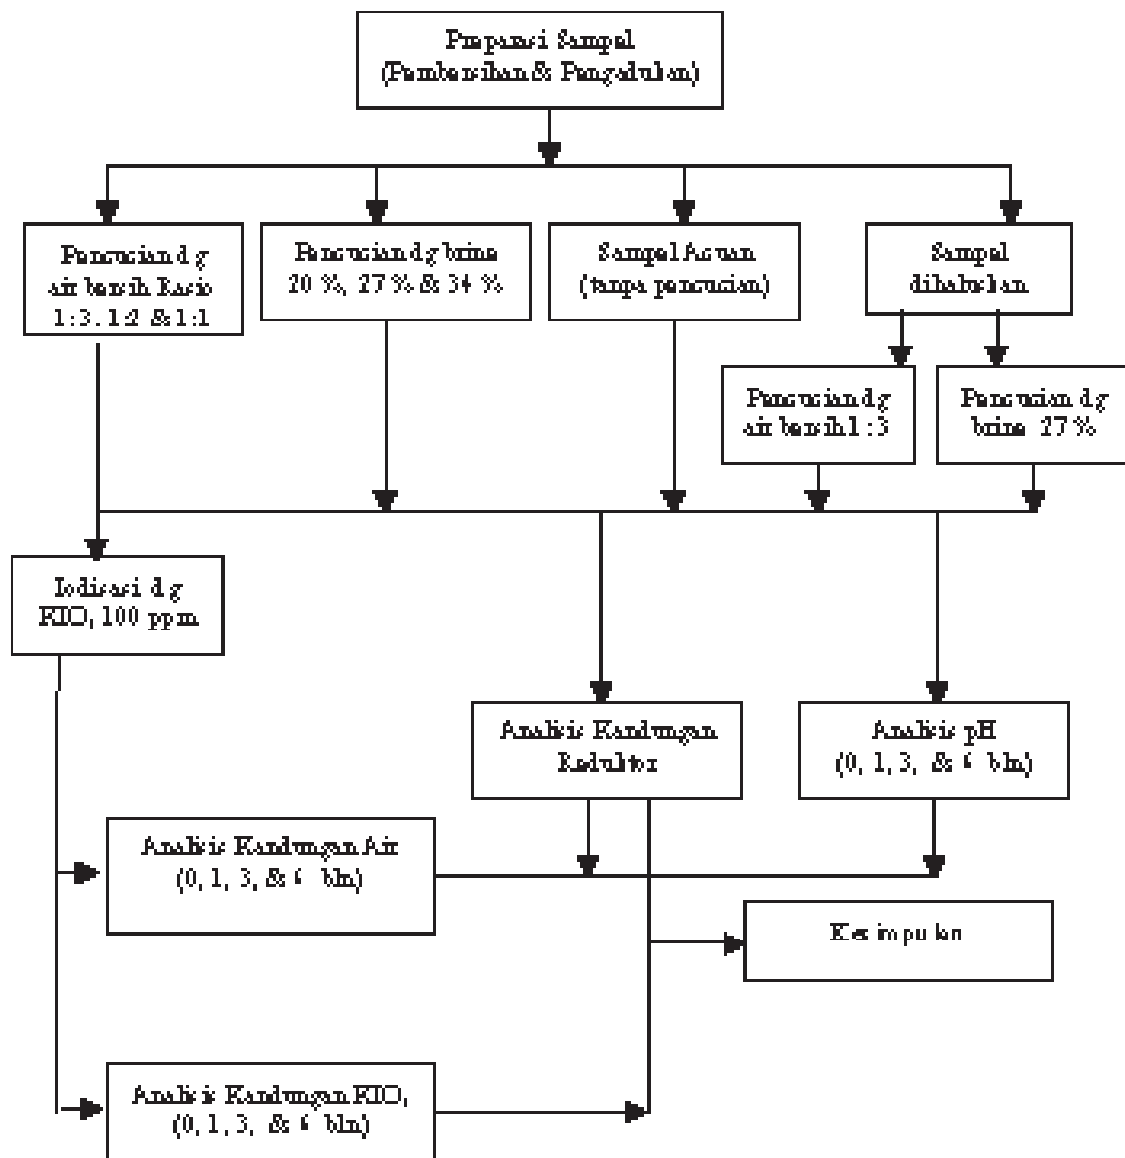 Preparasi Sampel
(Pembersihan & Pengadukan)
Pencucian dg
air bersih Rasio
1:3, 1:2 & 1:1
Pencucian dg brine
20 %, 27 % & 34 %
Sampel Acuan
(tanpa pencucian)
Sampel
dihaluskan
Pencucian dg
air bersih 1:3
Pencucian dg
brine 27 %
Iodisasi dg
KIO, 100 ppm
Analisis Kandungan
Reduktor
Analisis pH
(0, 1, 3, & 6 bln)
Analisis Kandungan Air
(0, 1, 3, & 6 bln)
Kesimpulan
Analisis Kandungan KIO,
(0, 1, 3, & 6 bln)